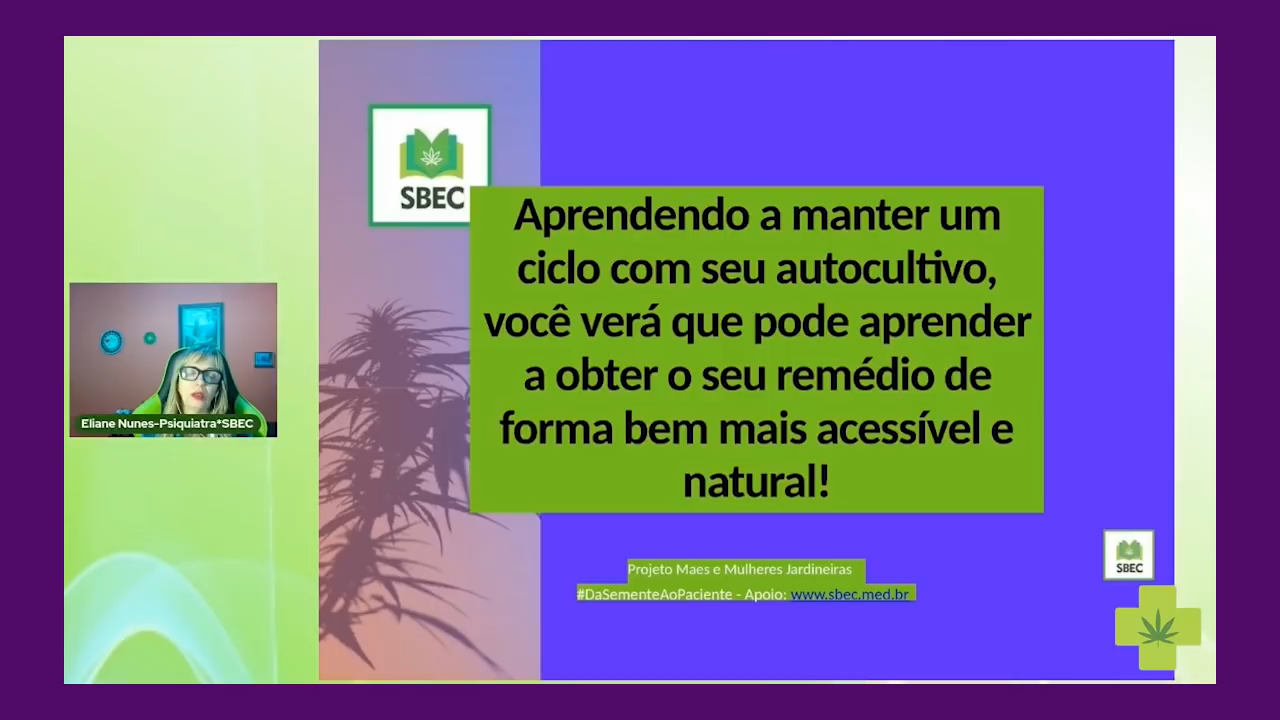 SBEC
Aprendendo a manter um
ciclo com seu autocultivo,
você verá que pode aprender
a obter o seu remédio de
forma bem mais acessível e
natural!
Eliane Nunes-Psiquiatra*SBEC
Projeto Maes e Mulheres Jardineiras
#DaSementeAoPaciente - Apoio: www.sbec.med.br
SBEC